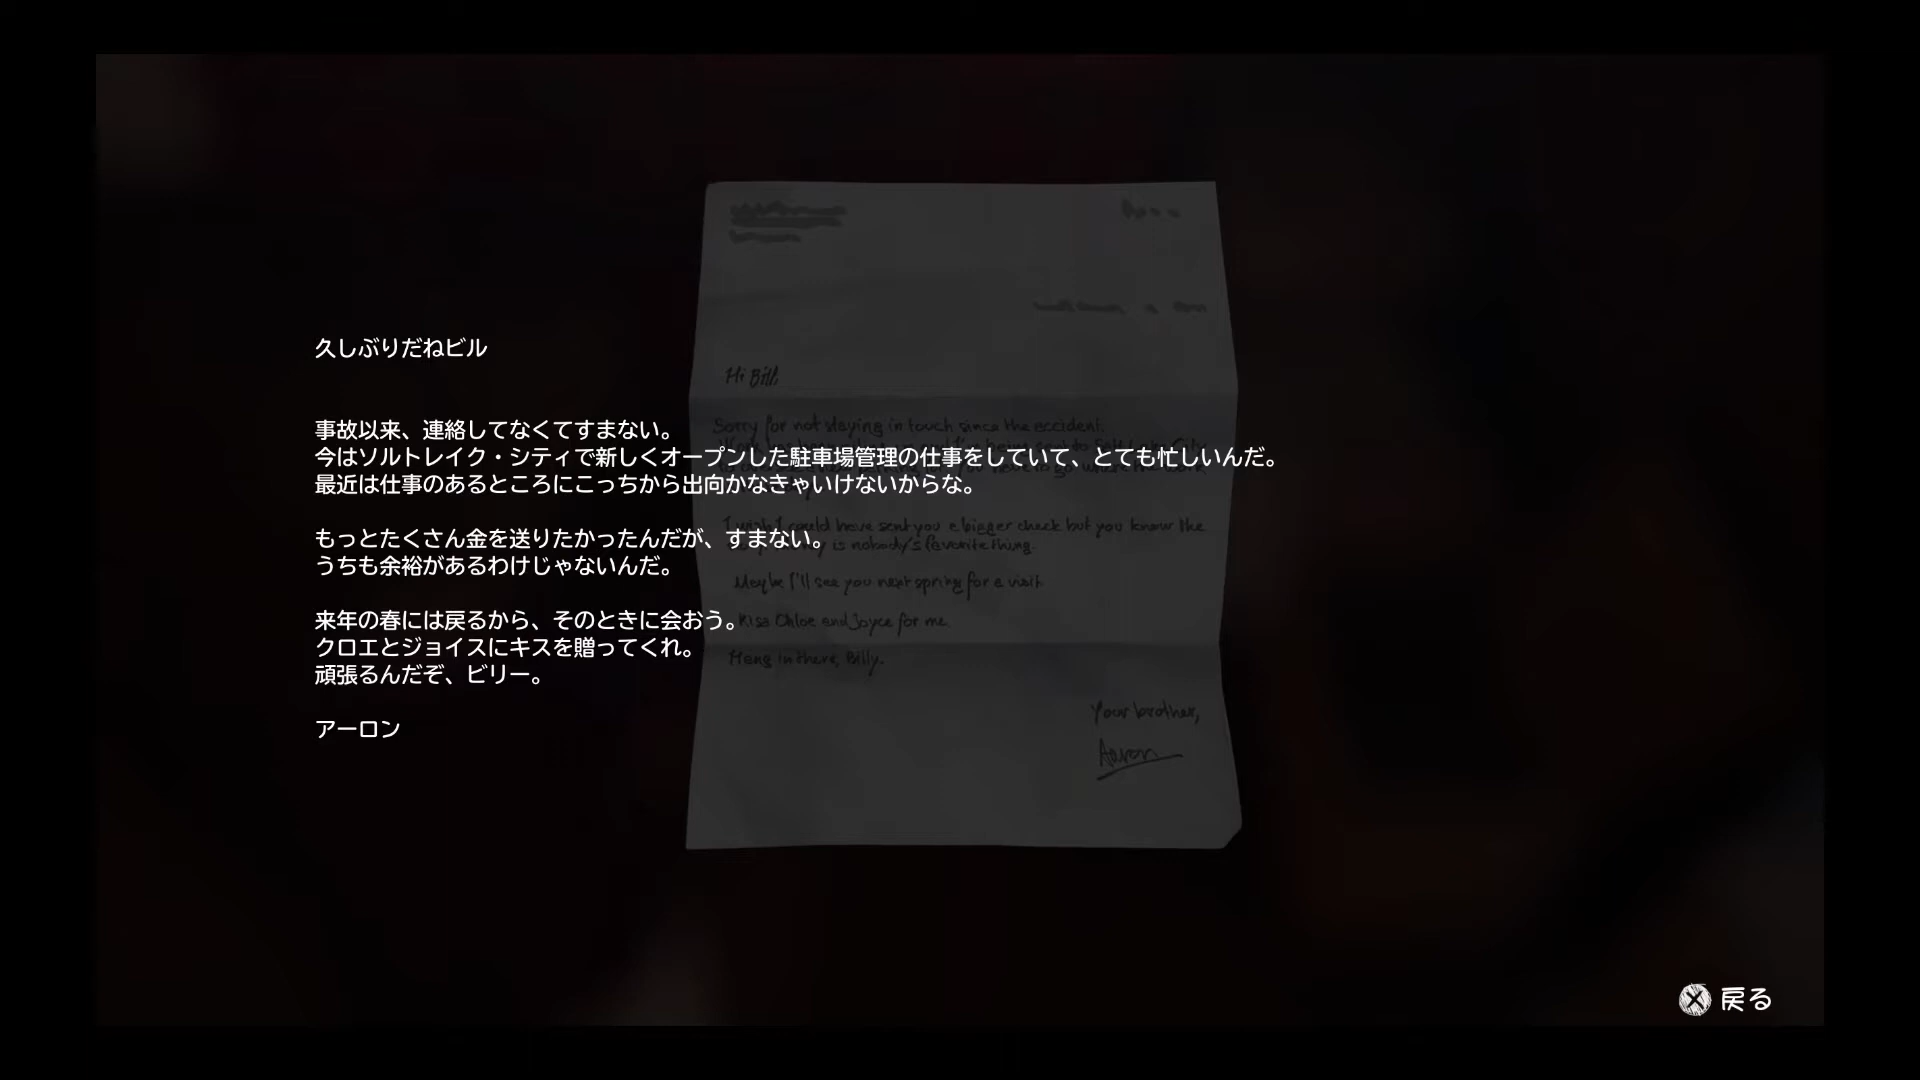 久しぶりだねビル
事故以来、連絡してなくてすまない。
今はソルトレイク・シティで新しくオープンした駐車場管理の仕事をしていて、とても忙しいんだ。
最近は仕事のあるところにこっちから出向かなきゃいけないからな。
もっとたくさん金を送りたかったんだが、すまない。
うちも余裕があるわけじゃないんだ。
来年の春には戻るから、そのときに会おう。
クロエとジョイスにキスを贈ってくれ。
頑張るんだぞ、ビリー。
アーロン
Hi Bill,
Sorry for not staying in touch since the accident.
I wish I could have sent you a bigger check but you know the
is nobody's favorite thing.
Maybe I'll see you next spring for a visit.
Kiss Chloe and Joyce for me.
Hang in there, Billy.
Your brother,
Aaron
戻る